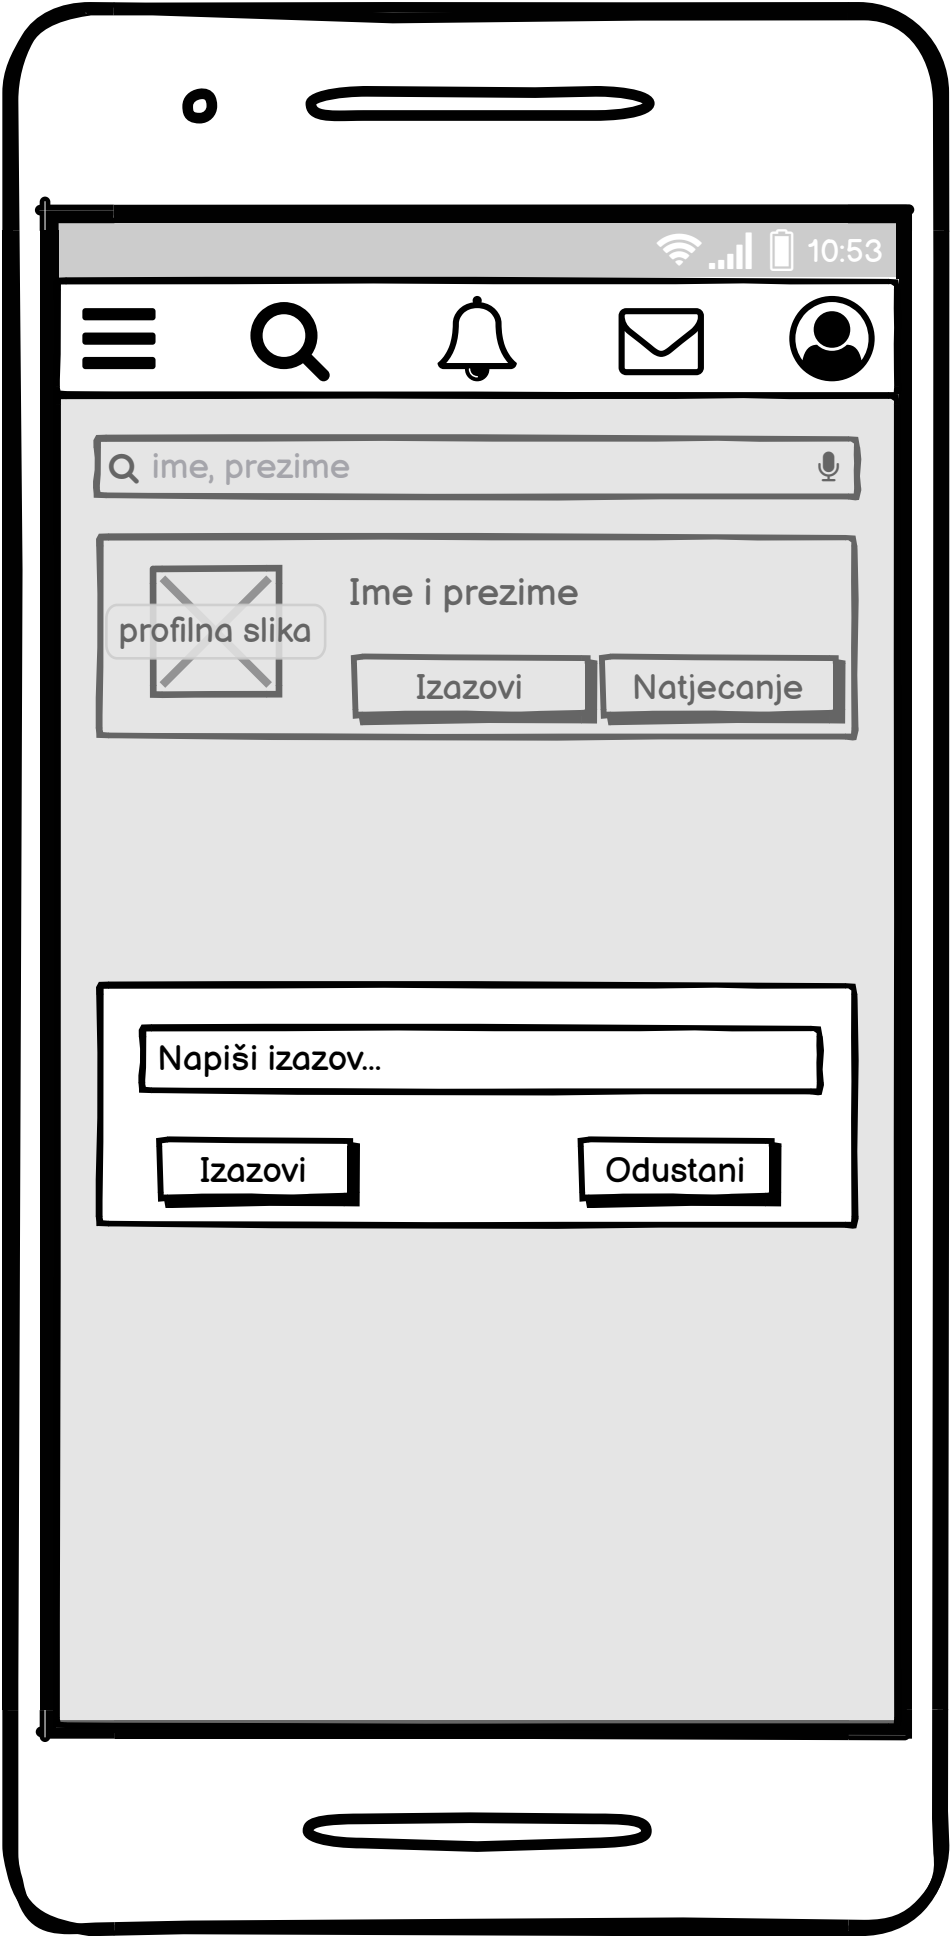 10:53
ime, prezime
Ime i prezime
profilna slika
Izazovi
Natjecanje
Napiši izazov...
Izazovi
Odustani